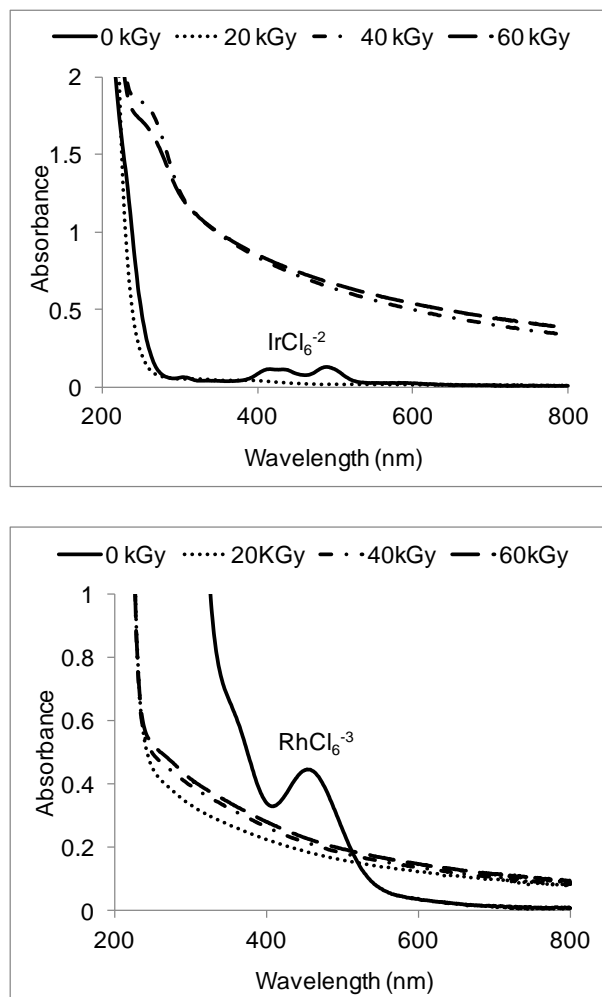 0 kGy 20 kGy 40 kGy 60 kGy
2
1.5
1
0.5
0
Absorbance
IrCl₆⁻²
200 400 600 800
Wavelength (nm)
0 kGy 20KGy 40kGy 60kGy
1
0.8
0.6
0.4
0.2
0
Absorbance
RhCl₆⁻³
200 400 600 800
Wavelength (nm)